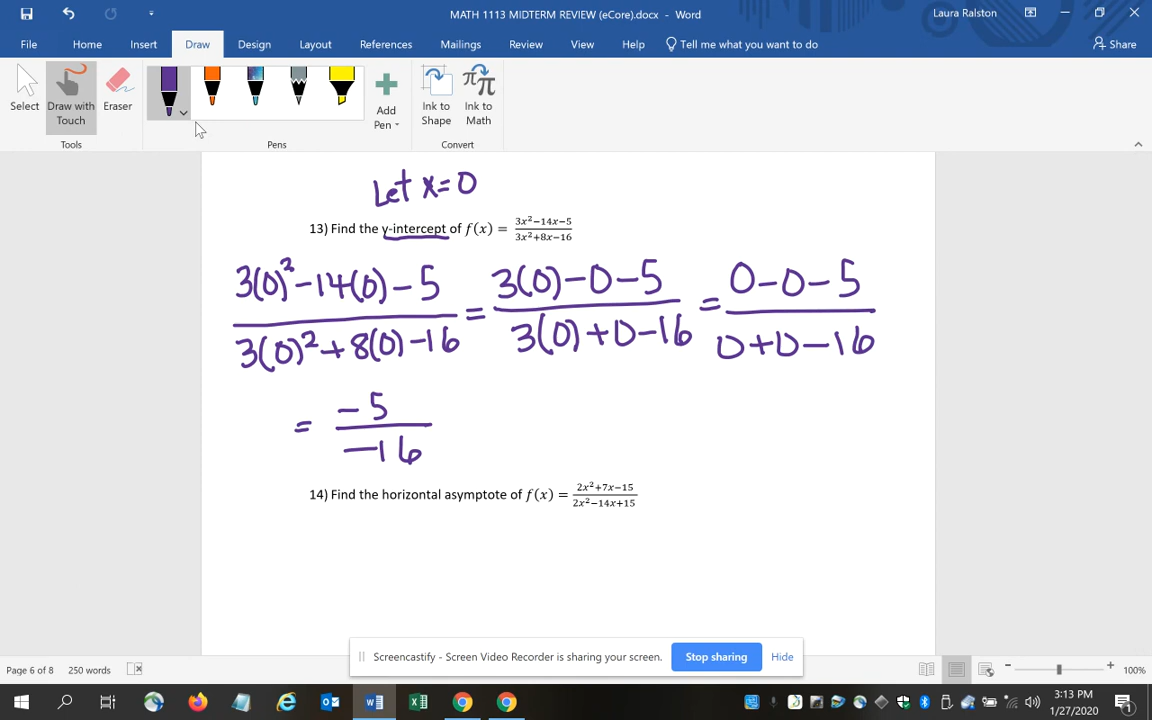 MATH 1113 MIDTERM REVIEW (eCore).docx - Word
Laura Ralston
File Home Insert Draw Design Layout References Mailings Review View Help Tell me what you want to do Share
Select Draw with Touch Eraser Add Pen Ink to Shape Ink to Math
Tools Pens Convert
Let x=0
13) Find the y-intercept of f(x) = (3x²−14x−5)/(3x²+8x−16)
(3(0)²-14(0)-5)/(3(0)²+8(0)-16) = (3(0)-0-5)/(3(0)+0-16) = (0-0-5)/(0+0-16)
= -5/-16
14) Find the horizontal asymptote of f(x) = (2x²+7x−15)/(2x²−14x+15)
Screencastify - Screen Video Recorder is sharing your screen. Stop sharing Hide
Page 6 of 8 250 words 100%
3:13 PM
1/27/2020